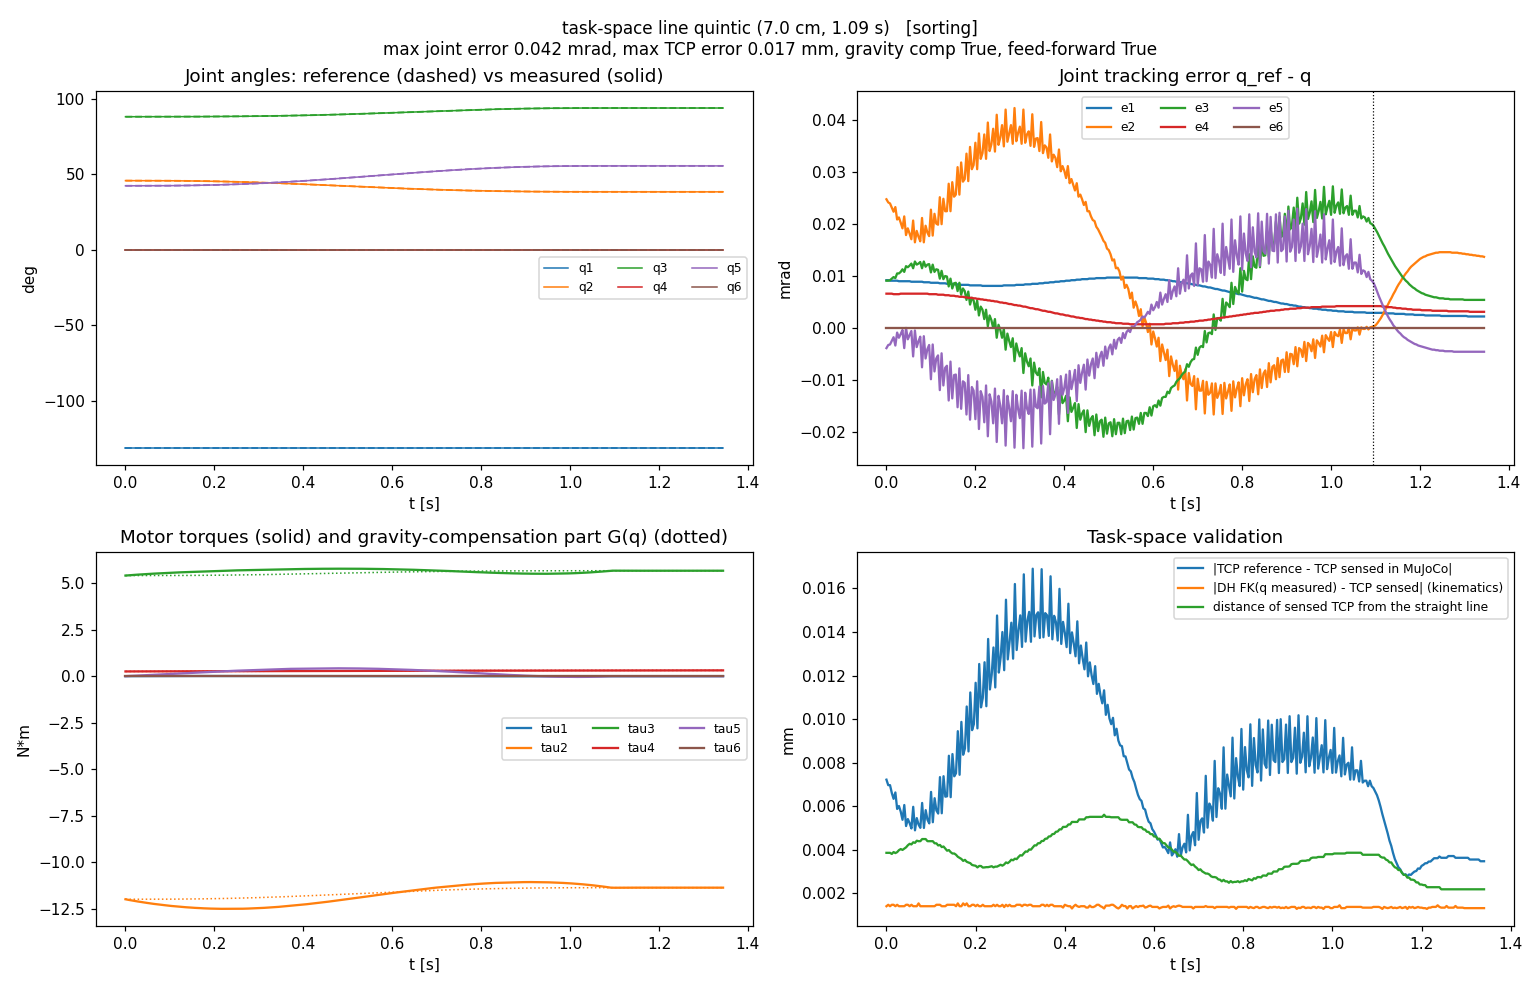 task-space line quintic (7.0 cm, 1.09 s)   [sorting]
max joint error 0.042 mrad, max TCP error 0.017 mm, gravity comp True, feed-forward True
Joint angles: reference (dashed) vs measured (solid)
100
50
0
−50
−100
deg
q1 q3 q5
q2 q4 q6
0.0 0.2 0.4 0.6 0.8 1.0 1.2 1.4
t [s]
Joint tracking error q_ref - q
e1 e3 e5
e2 e4 e6
0.04
0.03
0.02
0.01
0.00
−0.01
−0.02
mrad
0.0 0.2 0.4 0.6 0.8 1.0 1.2 1.4
t [s]
Motor torques (solid) and gravity-compensation part G(q) (dotted)
5.0
2.5
0.0
−2.5
−5.0
−7.5
−10.0
−12.5
N*m
tau1 tau3 tau5
tau2 tau4 tau6
0.0 0.2 0.4 0.6 0.8 1.0 1.2 1.4
t [s]
Task-space validation
|TCP reference - TCP sensed in MuJoCo|
|DH FK(q measured) - TCP sensed| (kinematics)
distance of sensed TCP from the straight line
0.016
0.014
0.012
0.010
0.008
0.006
0.004
0.002
mm
0.0 0.2 0.4 0.6 0.8 1.0 1.2 1.4
t [s]